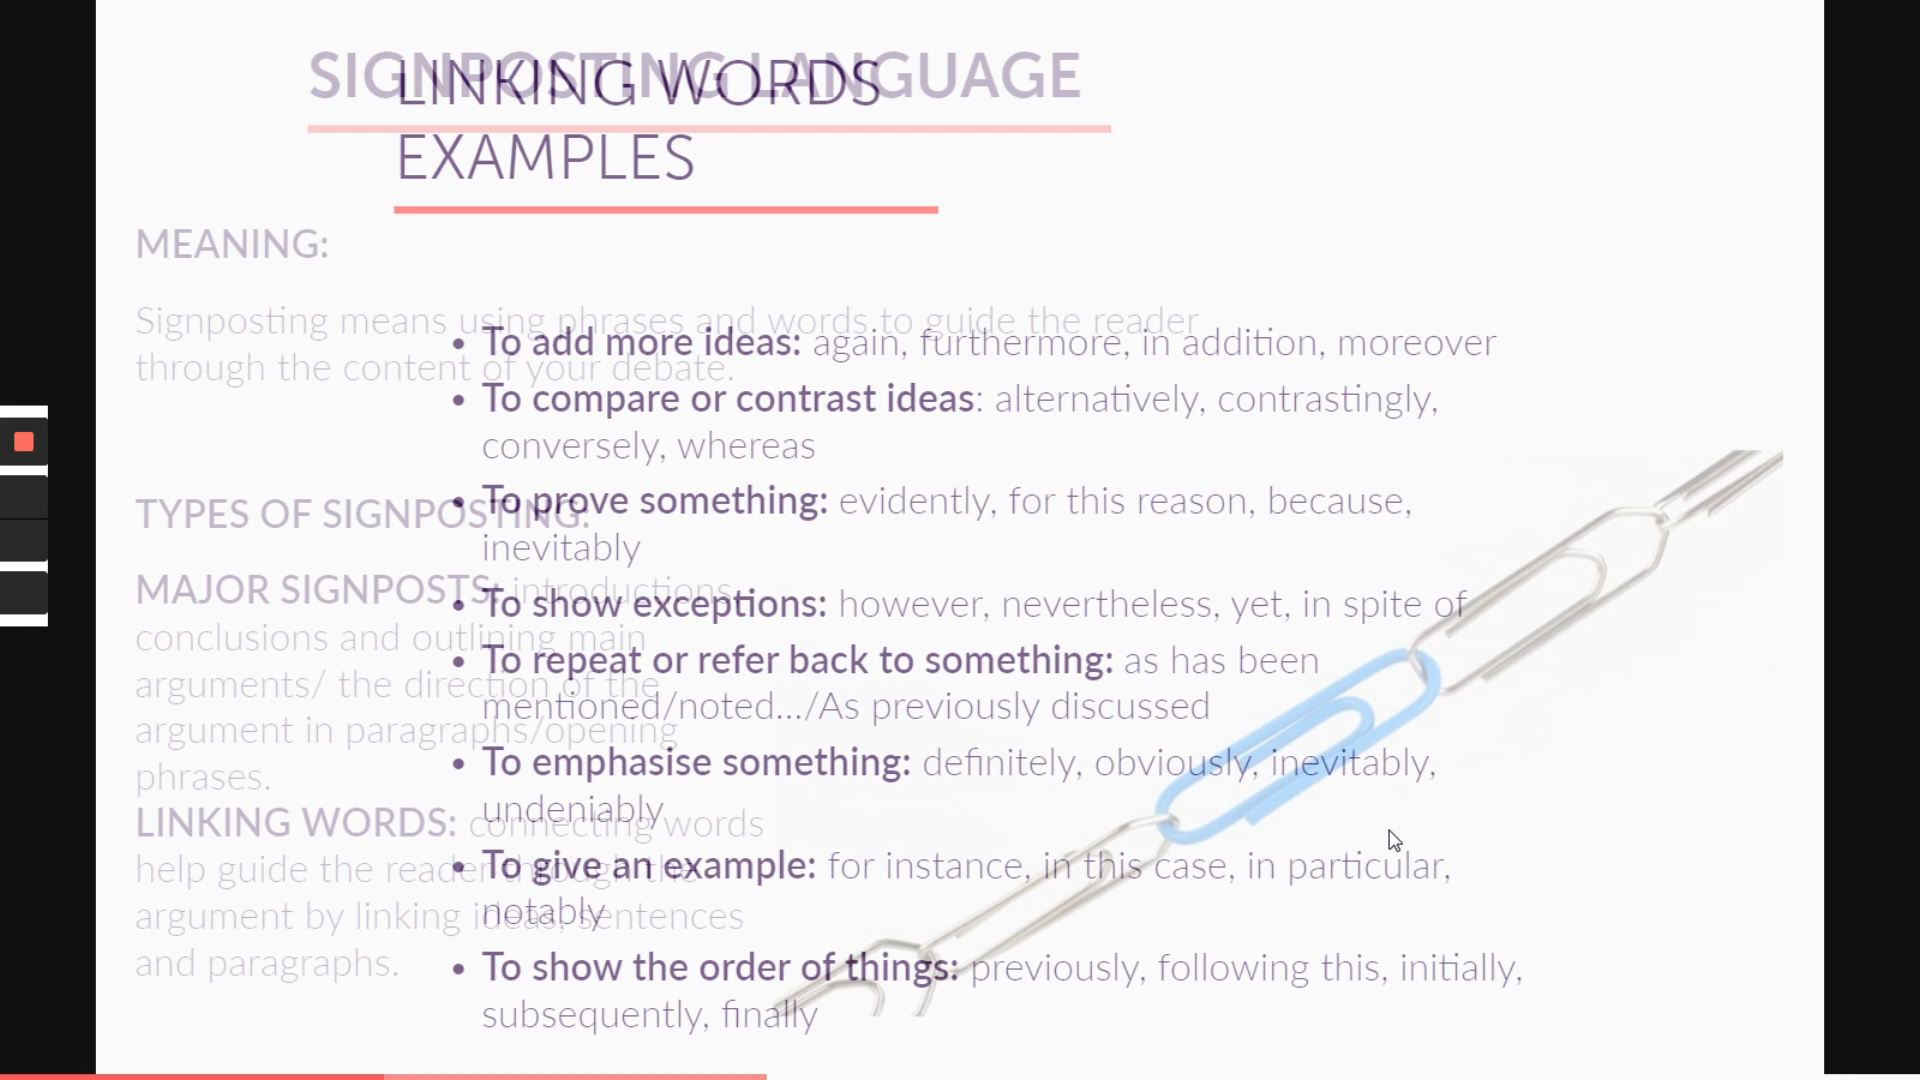 SIGNPOSTING LANGUAGE
MEANING:
Signposting means using phrases and words to guide the reader
through the content of your debate.
TYPES OF SIGNPOSTING:
MAJOR SIGNPOSTS: introductions,
conclusions and outlining main
arguments/ the direction of the
argument in paragraphs/opening
phrases.
LINKING WORDS: connecting words
help guide the reader through the
argument by linking ideas, sentences
and paragraphs.
LINKING WORDS
EXAMPLES
• To add more ideas: again, furthermore, in addition, moreover
• To compare or contrast ideas: alternatively, contrastingly,
conversely, whereas
• To prove something: evidently, for this reason, because,
inevitably
• To show exceptions: however, nevertheless, yet, in spite of
• To repeat or refer back to something: as has been
mentioned/noted.../As previously discussed
• To emphasise something: definitely, obviously, inevitably,
undeniably
• To give an example: for instance, in this case, in particular,
notably
• To show the order of things: previously, following this, initially,
subsequently, finally